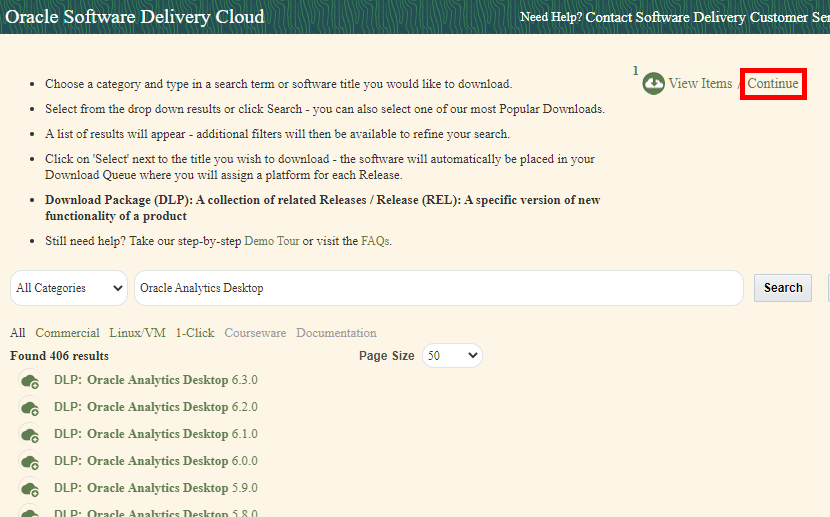 Oracle Software Delivery Cloud
Need Help? Contact Software Delivery Customer Ser
1
View Items / Continue
• Choose a category and type in a search term or software title you would like to download.
• Select from the drop down results or click Search - you can also select one of our most Popular Downloads.
• A list of results will appear - additional filters will then be available to refine your search.
• Click on 'Select' next to the title you wish to download - the software will automatically be placed in your
Download Queue where you will assign a platform for each Release.
• Download Package (DLP): A collection of related Releases / Release (REL): A specific version of new
functionality of a product
• Still need help? Take our step-by-step Demo Tour or visit the FAQs.
All Categories Oracle Analytics Desktop Search
All Commercial Linux/VM 1-Click Courseware Documentation
Found 406 results Page Size 50
DLP: Oracle Analytics Desktop 6.3.0
DLP: Oracle Analytics Desktop 6.2.0
DLP: Oracle Analytics Desktop 6.1.0
DLP: Oracle Analytics Desktop 6.0.0
DLP: Oracle Analytics Desktop 5.9.0
DLP: Oracle Analytics Desktop 5.8.0